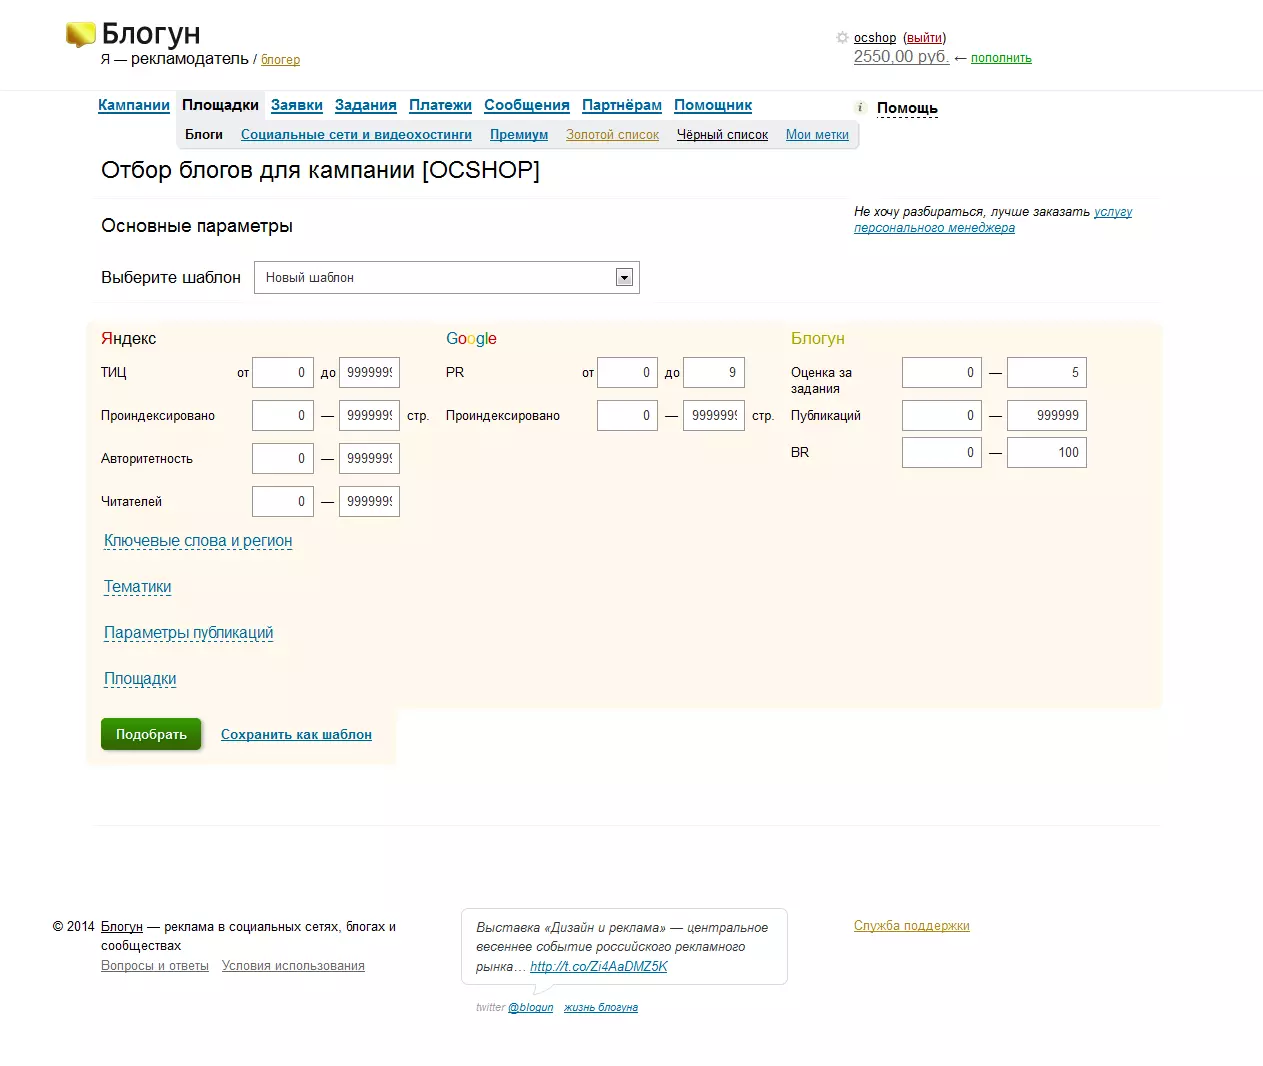 Блогун
Я — рекламодатель / блогер
ocshop (выйти)
2550,00 руб. ← пополнить
Кампании Площадки Заявки Задания Платежи Сообщения Партнёрам Помощник
i Помощь
Блоги Социальные сети и видеохостинги Премиум Золотой список Чёрный список Мои метки
Отбор блогов для кампании [OCSHOP]
Основные параметры
Не хочу разбираться, лучше заказать услугу
персонального менеджера
Выберите шаблон Новый шаблон
Яндекс Google Блогун
ТИЦ от 0 до 9999999 PR от 0 до 9 Оценка за 0 — 5
задания
Проиндексировано 0 — 9999999 стр. Проиндексировано 0 — 9999999 стр. Публикаций 0 — 999999
Авторитетность 0 — 9999999 BR 0 — 100
Читателей 0 — 9999999
Ключевые слова и регион
Тематики
Параметры публикаций
Площадки
Подобрать Сохранить как шаблон
© 2014 Блогун — реклама в социальных сетях, блогах и
сообществах
Вопросы и ответы Условия использования
Выставка «Дизайн и реклама» — центральное
весеннее событие российского рекламного
рынка… http://t.co/Zi4AaDMZ5K
twitter @blogun жизнь блогуна
Служба поддержки